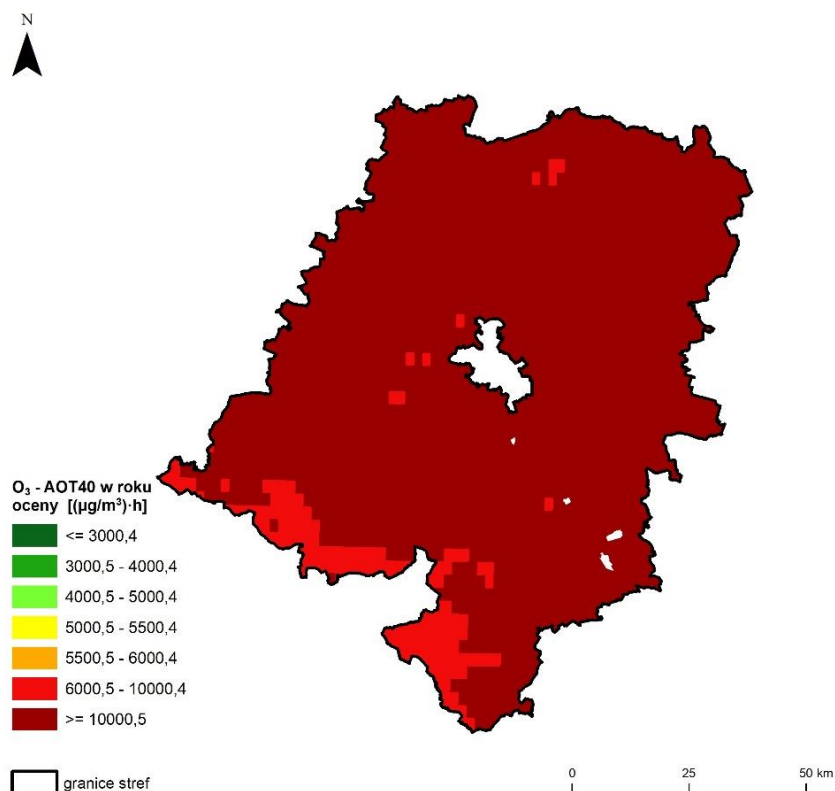 N
O₃ - AOT40 w roku
oceny [(µg/m³)·h]
<= 3000,4
3000,5 - 4000,4
4000,5 - 5000,4
5000,5 - 5500,4
5500,5 - 6000,4
6000,5 - 10000,4
>= 10000,5
granice stref
0 25 50 km